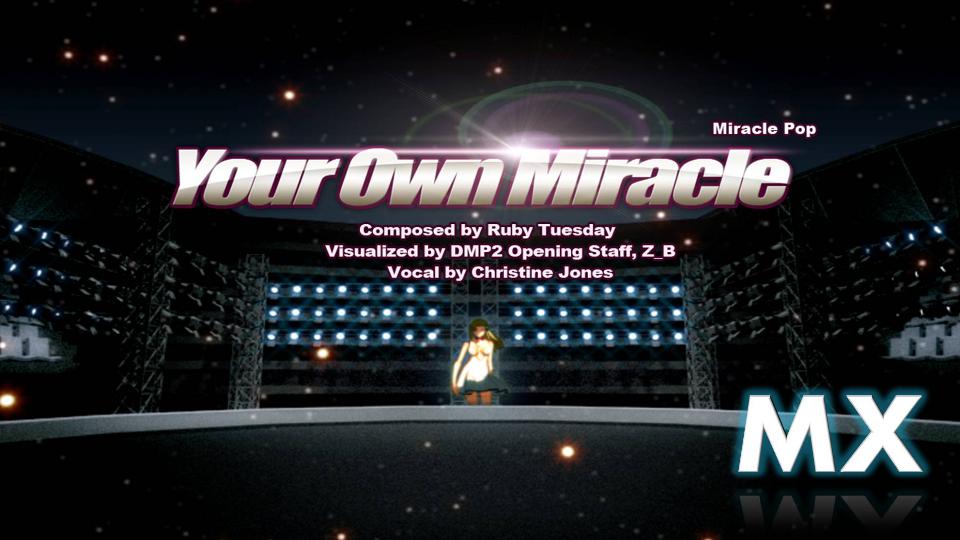 Miracle Pop
Your Own Miracle
Composed by Ruby Tuesday
Visualized by DMP2 Opening Staff, Z_B
Vocal by Christine Jones
MX